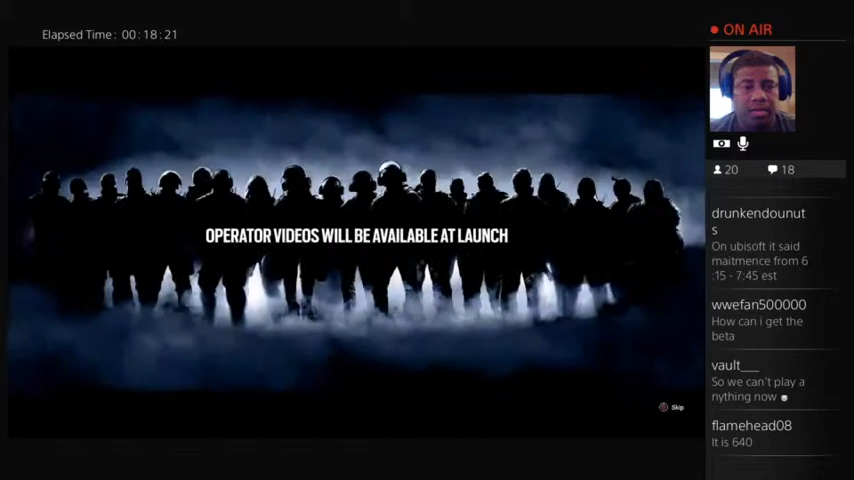 Elapsed Time: 00:18:21
ON AIR
20
18
OPERATOR VIDEOS WILL BE AVAILABLE AT LAUNCH
Skip
drunkendounut
s
On ubisoft it said
maitmence from 6
:15 - 7:45 est
wwefan500000
How can i get the
beta
vault___
So we can't play a
nything now
flamehead08
It is 640